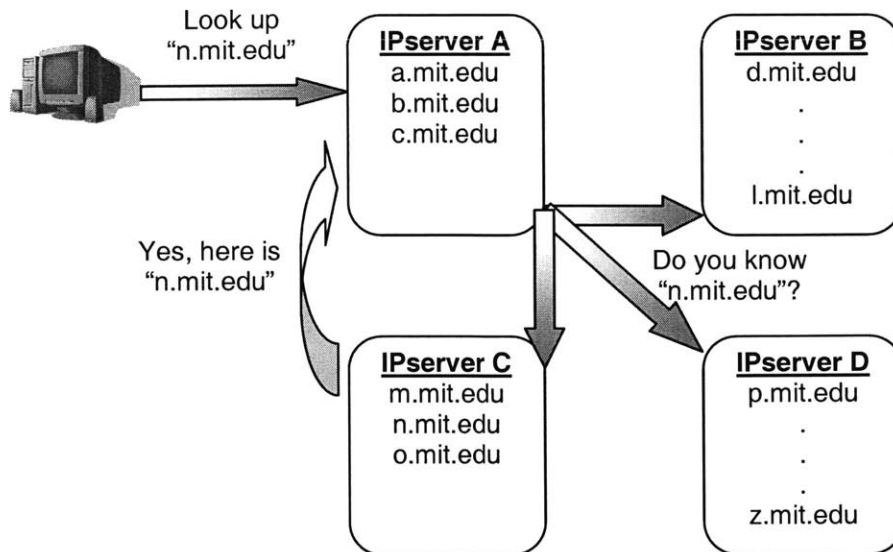 Look up
“n.mit.edu”
IPserver A
a.mit.edu
b.mit.edu
c.mit.edu
IPserver B
d.mit.edu
.
.
.
l.mit.edu
Yes, here is
“n.mit.edu”
Do you know
“n.mit.edu”?
IPserver C
m.mit.edu
n.mit.edu
o.mit.edu
IPserver D
p.mit.edu
.
.
.
z.mit.edu